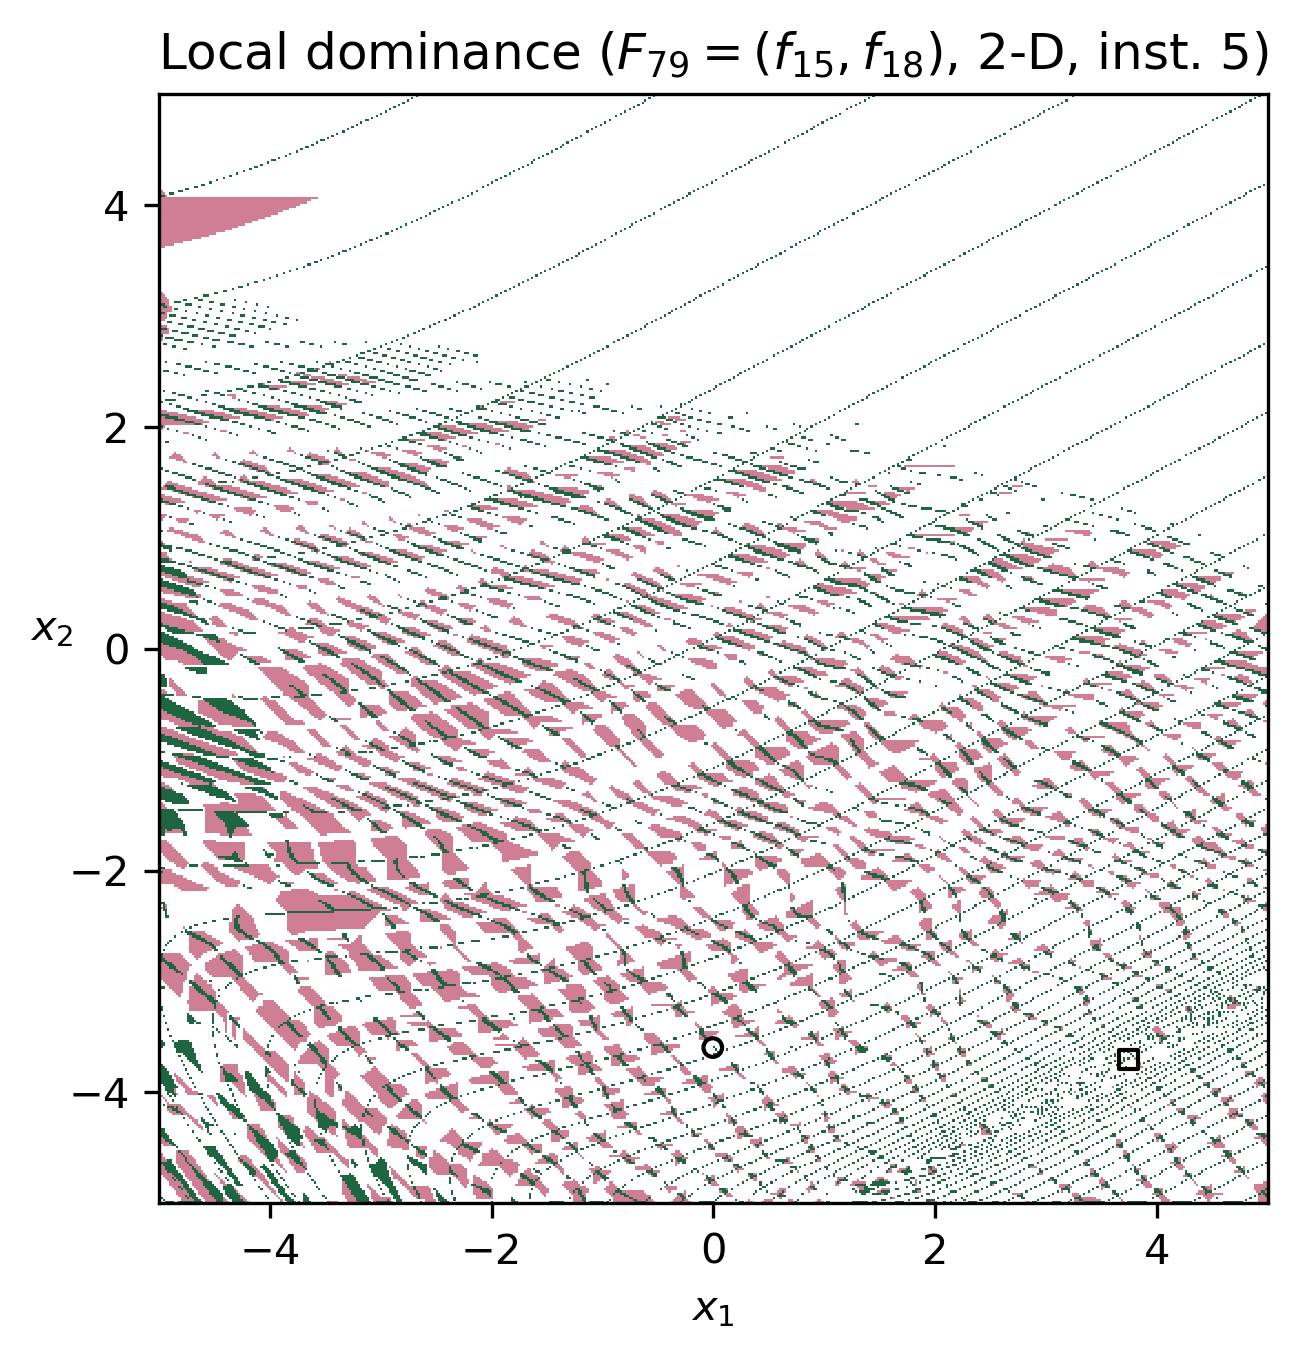 Local dominance (F₇₉ = (f₁₅, f₁₈), 2-D, inst. 5)
4
2
x₂
0
−2
−4
−4 −2 0 2 4
x₁